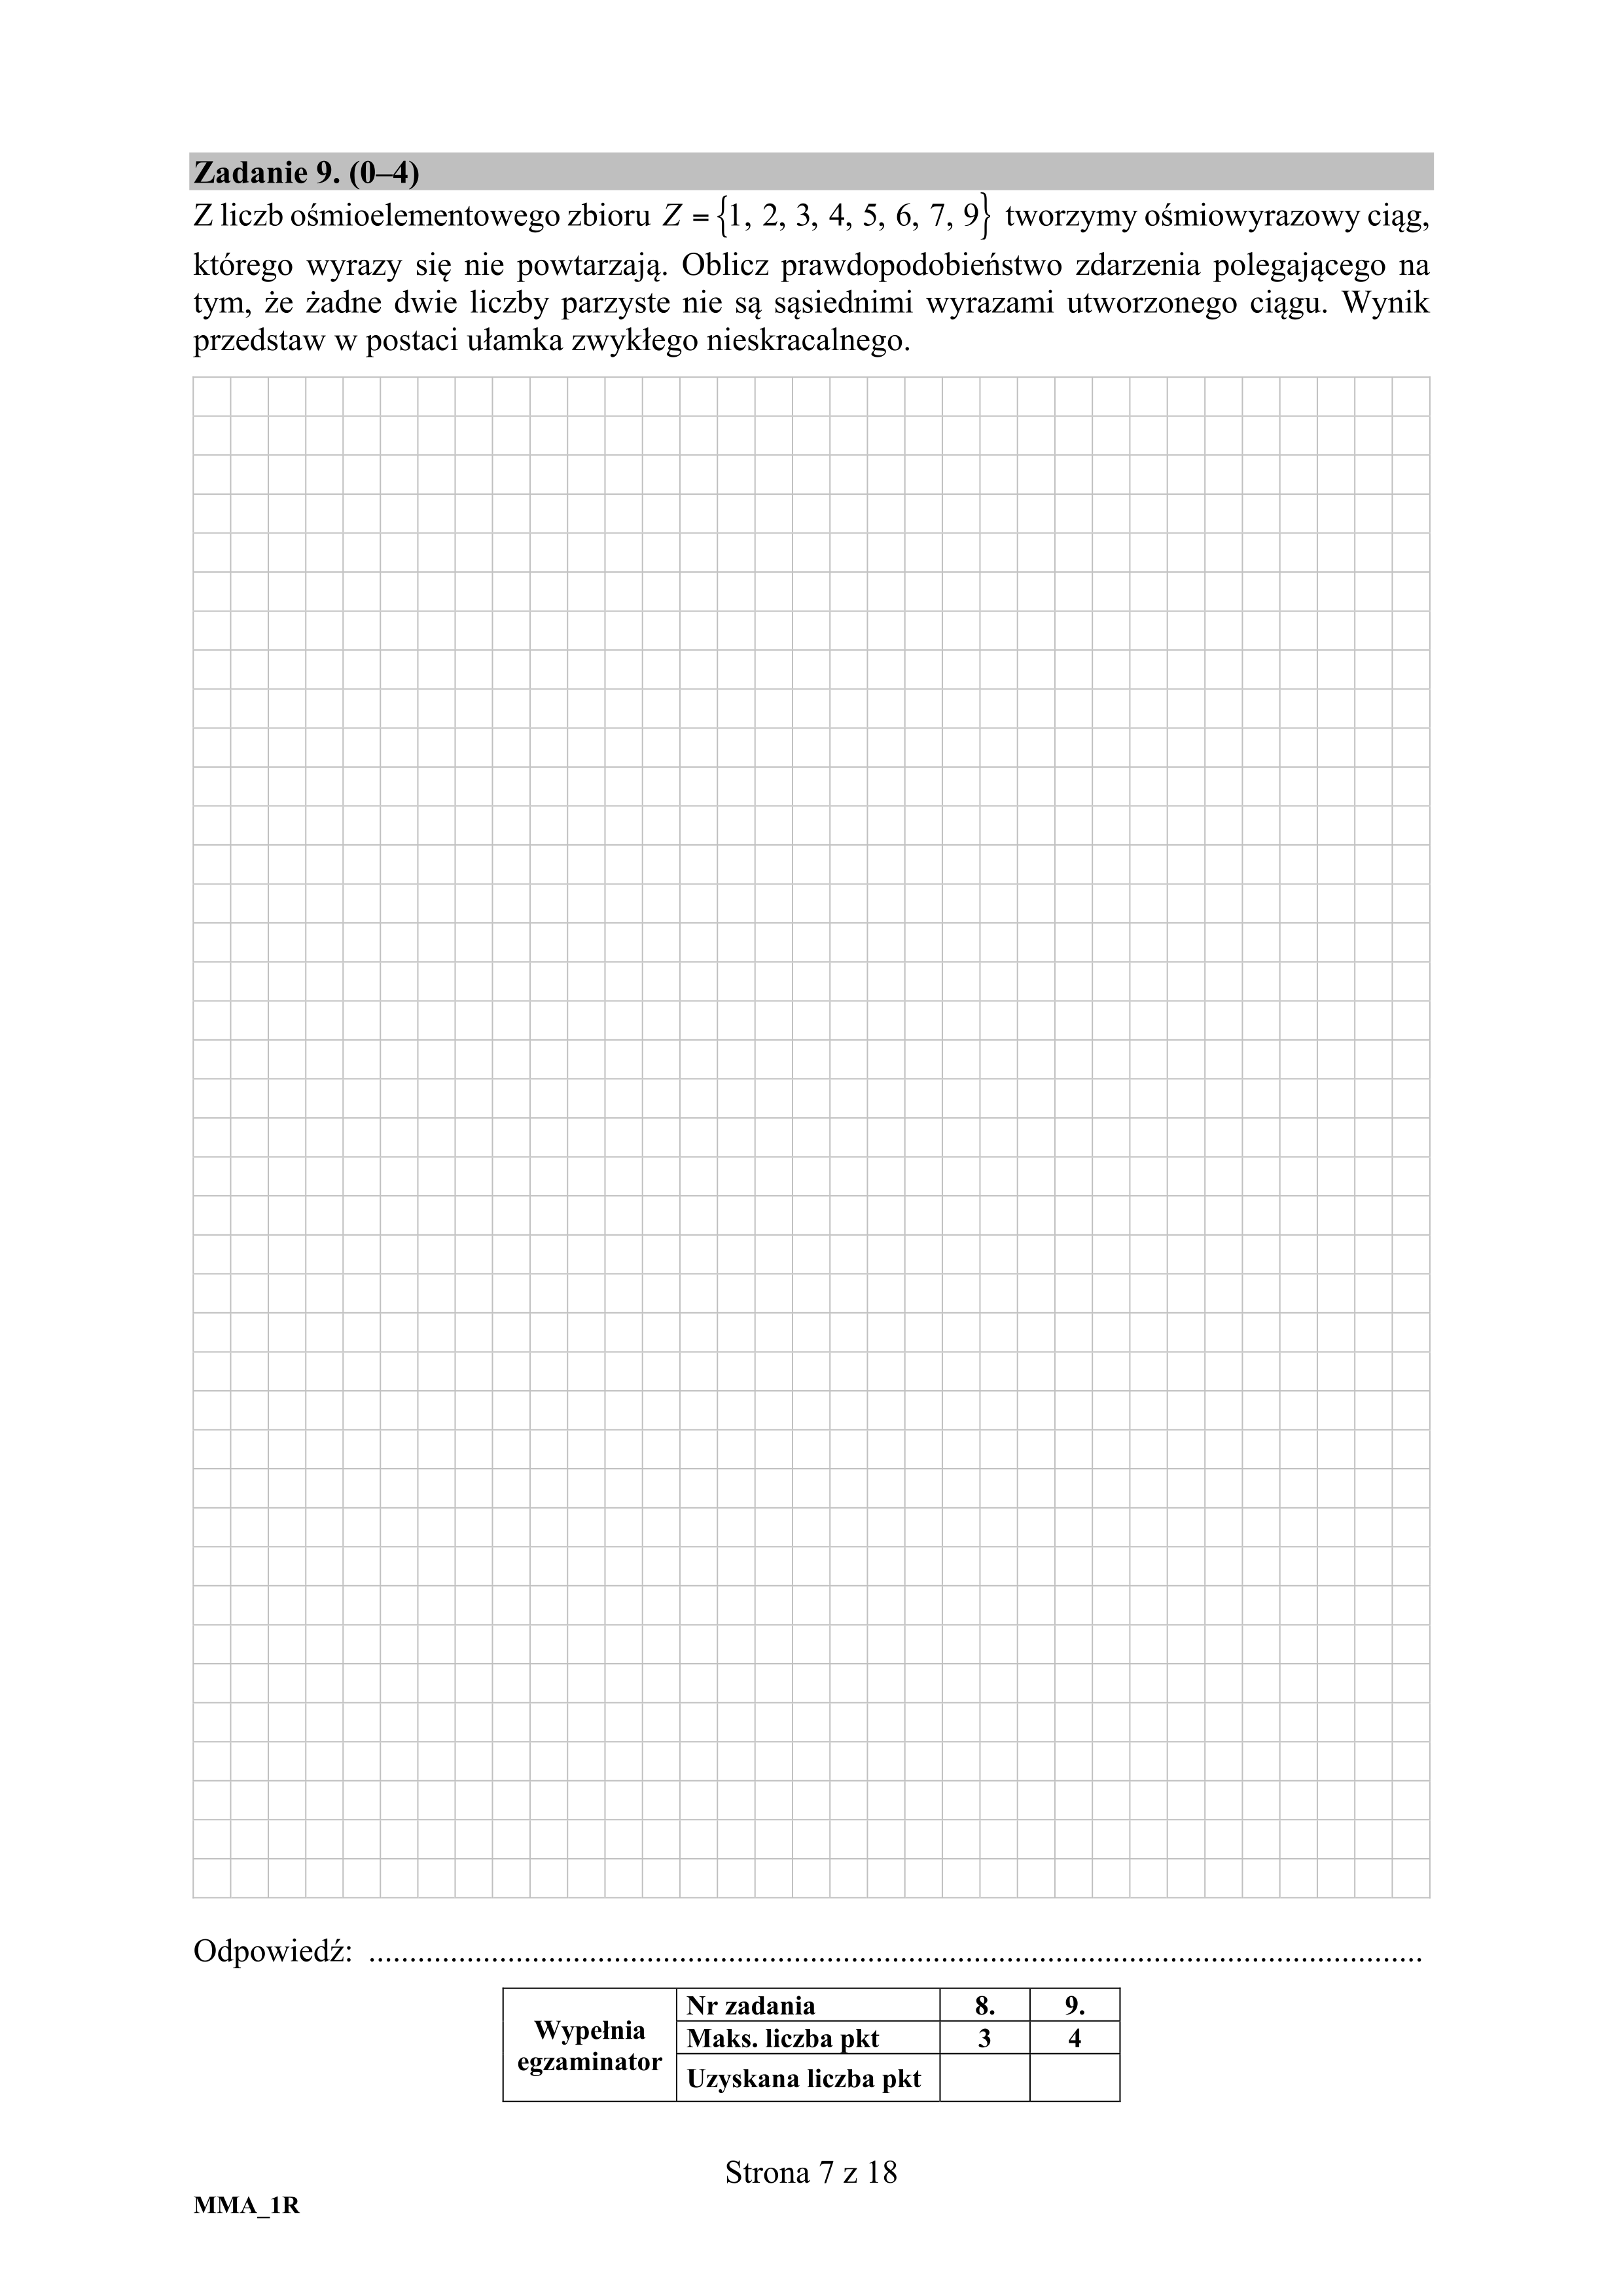 Zadanie 9. (0–4)
Z liczb ośmioelementowego zbioru Z = {1, 2, 3, 4, 5, 6, 7, 9} tworzymy ośmiowyrazowy ciąg,
którego wyrazy się nie powtarzają. Oblicz prawdopodobieństwo zdarzenia polegającego na
tym, że żadne dwie liczby parzyste nie są sąsiednimi wyrazami utworzonego ciągu. Wynik
przedstaw w postaci ułamka zwykłego nieskracalnego.
Odpowiedź: ................................................................................................................................
Wypełnia egzaminator
Nr zadania 8. 9.
Maks. liczba pkt 3 4
Uzyskana liczba pkt
Strona 7 z 18
MMA_1R